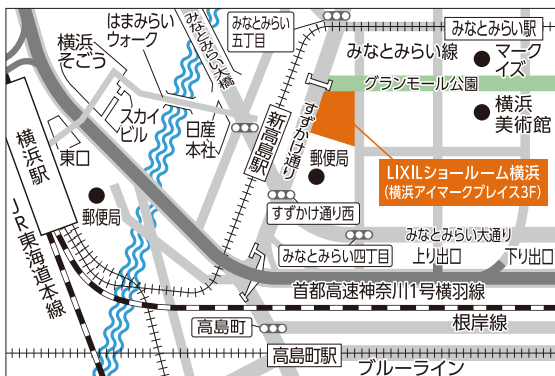 みなとみらい
五丁目
みなとみらい駅
はまみらい
ウォーク
みなとみらい大橋
横浜
そごう
みなとみらい線
マーク
イズ
グランモール公園
スカイ
ビル
日産
本社
新高島駅
すずかけ通り
横浜
美術館
横浜駅
東口
郵便局
郵便局
LIXILショールーム横浜
(横浜アイマークプレイス3F)
すずかけ通り西
みなとみらい大通り
みなとみらい四丁目
上り出口
下り出口
JR東海道本線
首都高速神奈川1号横羽線
高島町
根岸線
高島町駅
ブルーライン